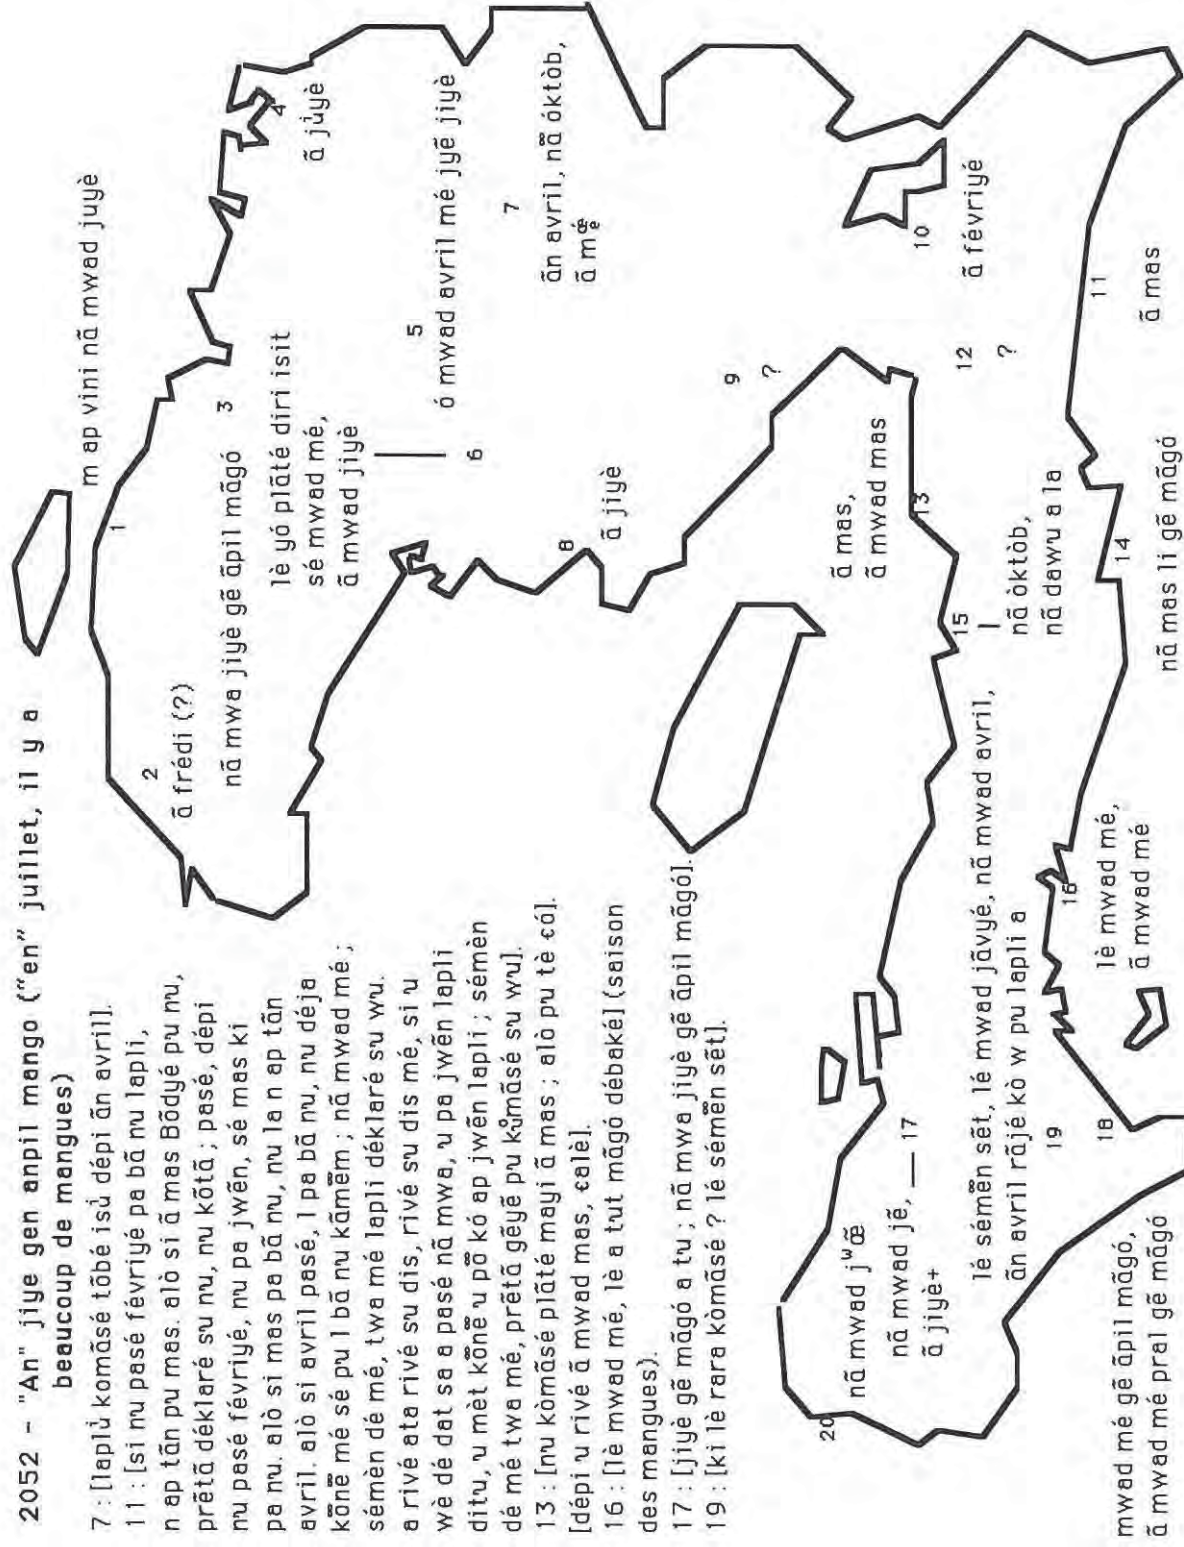 2052 - "An" jiye gen anpil mango ("en" juillet, il y a
beaucoup de mangues)
7 : [laplu̇ komãsé tõbé isu̇ dépi ãn avril].
11 : [si nu pasé févriyé pa bã nu lapli,
n ap tãn pu mas. alò si ã mas Bõdyé pu nu,
prẽtã déklaré su nu, nu kõtã ; pasé, dépi
nu pasé févriyé, nu pa jwẽn, sé mas ki
pa nu. alò si mas pa bã nu, nu la n ap tãn
avril. alò si avril pasé, l pa bã nu, nu déja
kõnẽ mé sé pu l bã nu kãmẽm ; nã mwad mé ;
sémèn dé mé, twa mé lapli déklaré su wu.
a rivé ata rivé su dis, rivé su dis mé, si u
wè dé dat sa a pasé nã mwa, u pa jwẽn lapli
ditu, u mèt kõnẽ u põ kó ap jwẽn lapli ; sémèn
dé mé twa mé, prẽtã gẽyẽ pu ku̇mãsé su wu].
13 : [nu kòmãsé plãté mayi ã mas ; alò pu tè ɛó].
[dépi u rivé ã mwad mas, ɛalè].
16 : [lè mwad mé, lè a tut mãgó débakél] (saison
des mangues).
17 : [jiyè gẽ mãgó a tu ; nã mwa jiyè gẽ ãpil mãgó].
19 : [ki lè rara kòmãsé ? lé sémẽn sẽt].
m ap vini nã mwad juyè
1
2
ã frédi (?)
nã mwa jiyè gẽ ãpil mãgó
3
lè yó plãté diri isit
sé mwad mé,
ã mwad jiyè
4
ã ju̇yè
5
ó mwad avril mé jyẽ jiyè
6
7
ãn avril, nã óktòb,
ã m
8
ã jiyè
9
?
10
ã févriyé
11
ã mas
12
?
13
ã mas,
ã mwad mas
14
nã mas li gẽ mãgó
15
nã òktòb,
nã dawu a la
16
lè mwad mé,
ã mwad mé
17
nã mwad jʷœ̃
nã mwad jẽ,
ã jiyè+
18
mwad mé gẽ ãpil mãgó,
ã mwad mé pral gẽ mãgó
19
lé sémẽn sẽt, lé mwad jãvyé, nã mwad avril,
ãn avril rãjé kò w pu lapli a
20